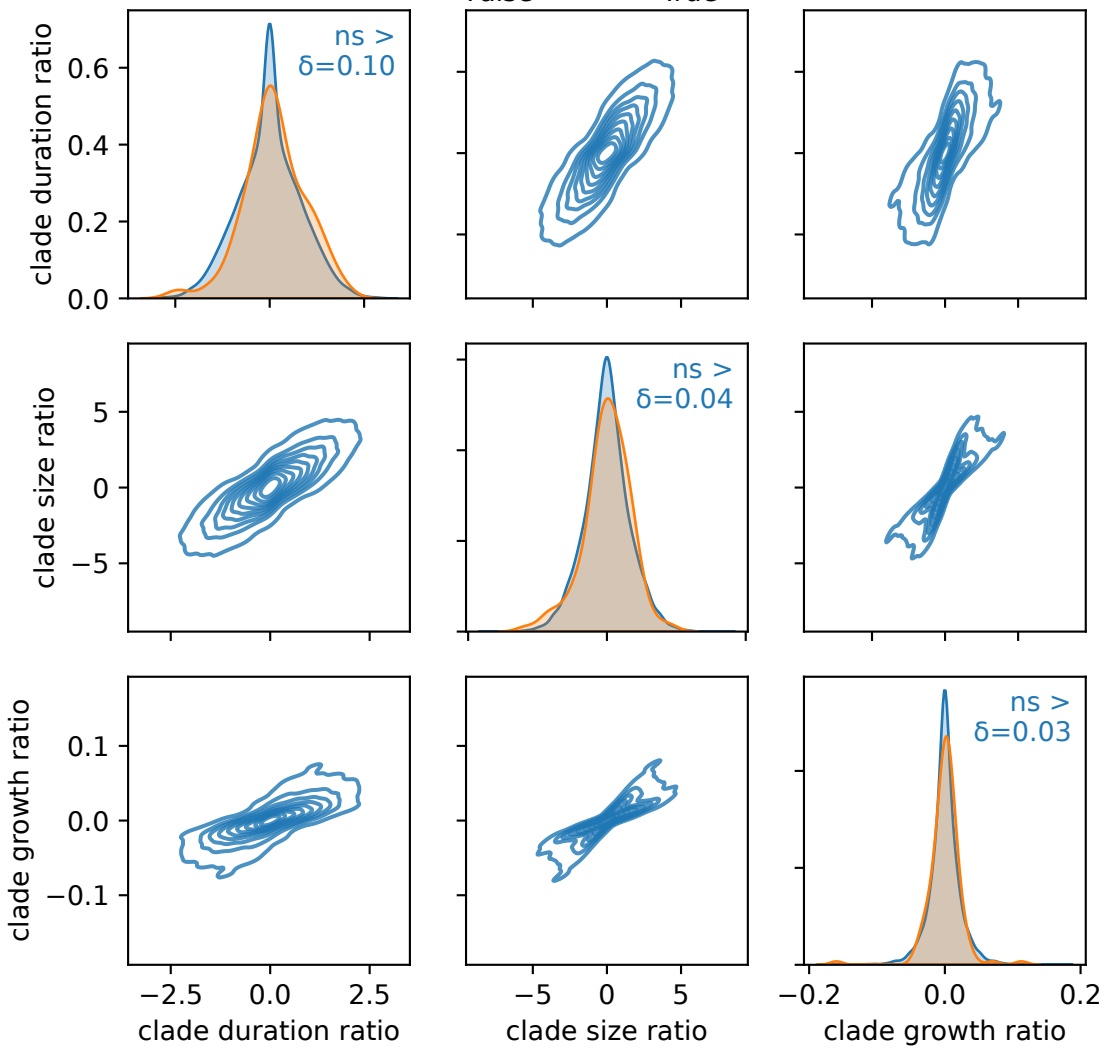 clade duration ratio
0.6
0.4
0.2
0.0
ns >
δ=0.10
clade size ratio
5
0
−5
ns >
δ=0.04
clade growth ratio
0.1
0.0
−0.1
ns >
δ=0.03
−2.5 0.0 2.5
−5 0 5
−0.2 0.0 0.2
clade duration ratio
clade size ratio
clade growth ratio